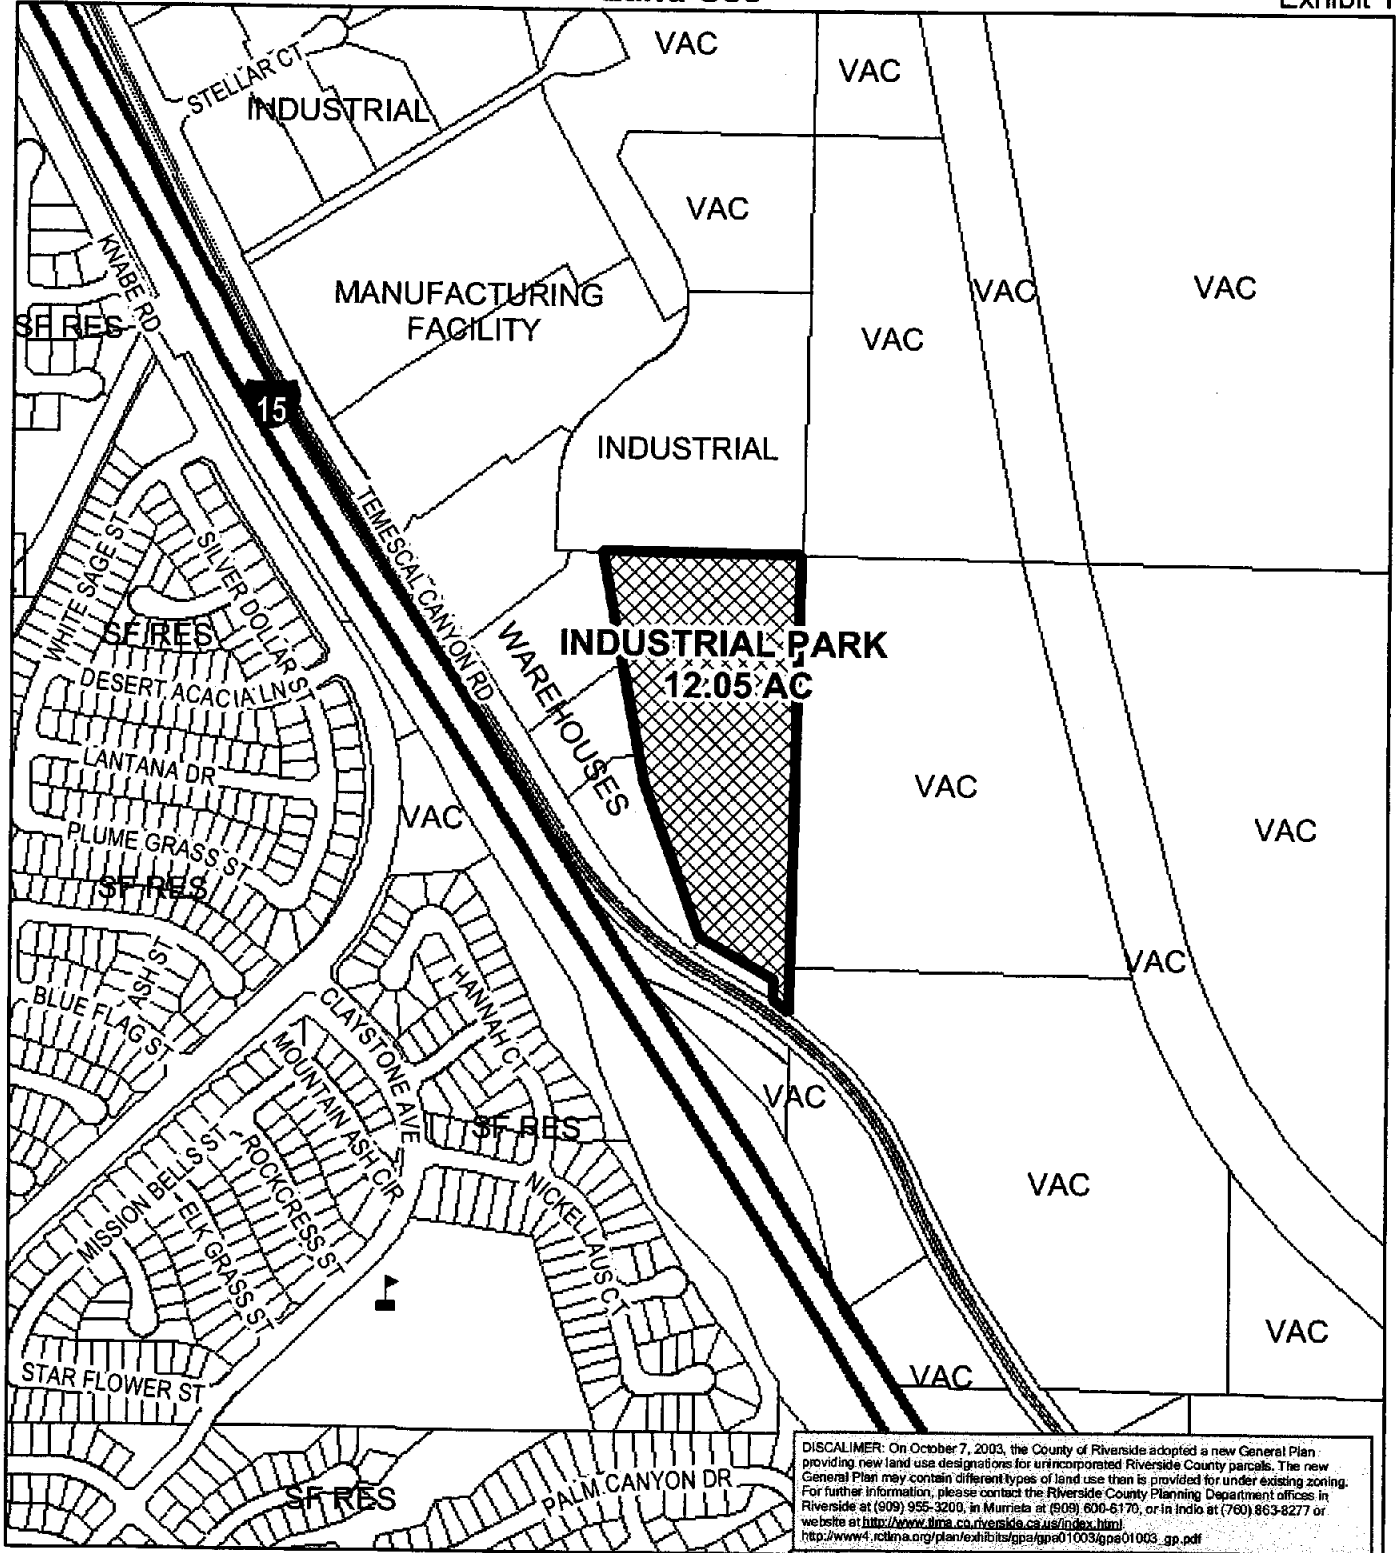 Land Use
Exhibit 1
VAC
VAC
STELLAR CT
INDUSTRIAL
VAC
KNABE RD
SF RES
MANUFACTURING
FACILITY
VAC
VAC
VAC
15
INDUSTRIAL
TEMESCAL CANYON RD
WHITE SAGE ST
SILVER DOLLAR ST
SF RES
DESERT ACACIA LN
WAREHOUSES
INDUSTRIAL PARK
12.05 AC
LANTANA DR
VAC
VAC
VAC
PLUME GRASS ST
SF RES
ASH ST
BLUE FLAG ST
HANNAH CT
CLAYSTONE AVE
VAC
MOUNTAIN ASH CIR
VAC
SF RES
MISSION BELLS ST
ROCKCRESS ST
ELK GRASS ST
NICKELLAUS CT
VAC
VAC
VAC
STAR FLOWER ST
SF RES
PALM CANYON DR
DISCALIMER: On October 7, 2003, the County of Riverside adopted a new General Plan
providing new land use designations for unincorporated Riverside County parcels. The new
General Plan may contain different types of land use than is provided for under existing zoning.
For further information, please contact the Riverside County Planning Department offices in
Riverside at (909) 955-3200, in Murrieta at (909) 600-6170, or in Indio at (760) 863-8277 or
website at http://www.tlma.co.riverside.ca.us/index.html
http://www4.rctlma.org/plan/exhibits/gpa/gpa01003/gpa01003_gp.pdf